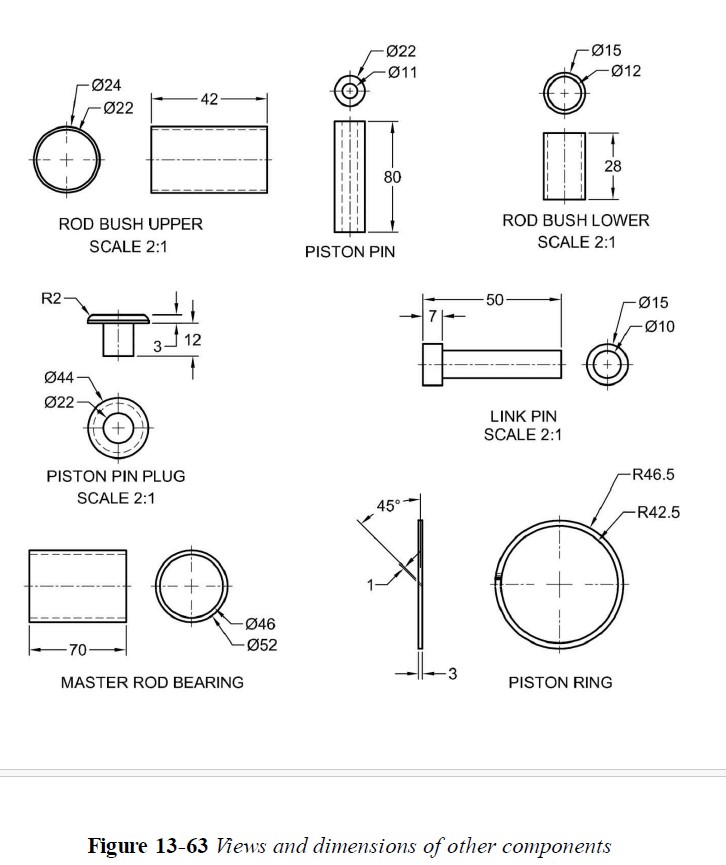 Ø24
Ø22
42
ROD BUSH UPPER
SCALE 2:1
Ø22
Ø11
80
PISTON PIN
Ø15
Ø12
28
ROD BUSH LOWER
SCALE 2:1
R2
3
12
Ø44
Ø22
PISTON PIN PLUG
SCALE 2:1
50
7
Ø15
Ø10
LINK PIN
SCALE 2:1
70
Ø46
Ø52
MASTER ROD BEARING
45°
1
3
R46.5
R42.5
PISTON RING
Figure 13-63 Views and dimensions of other components